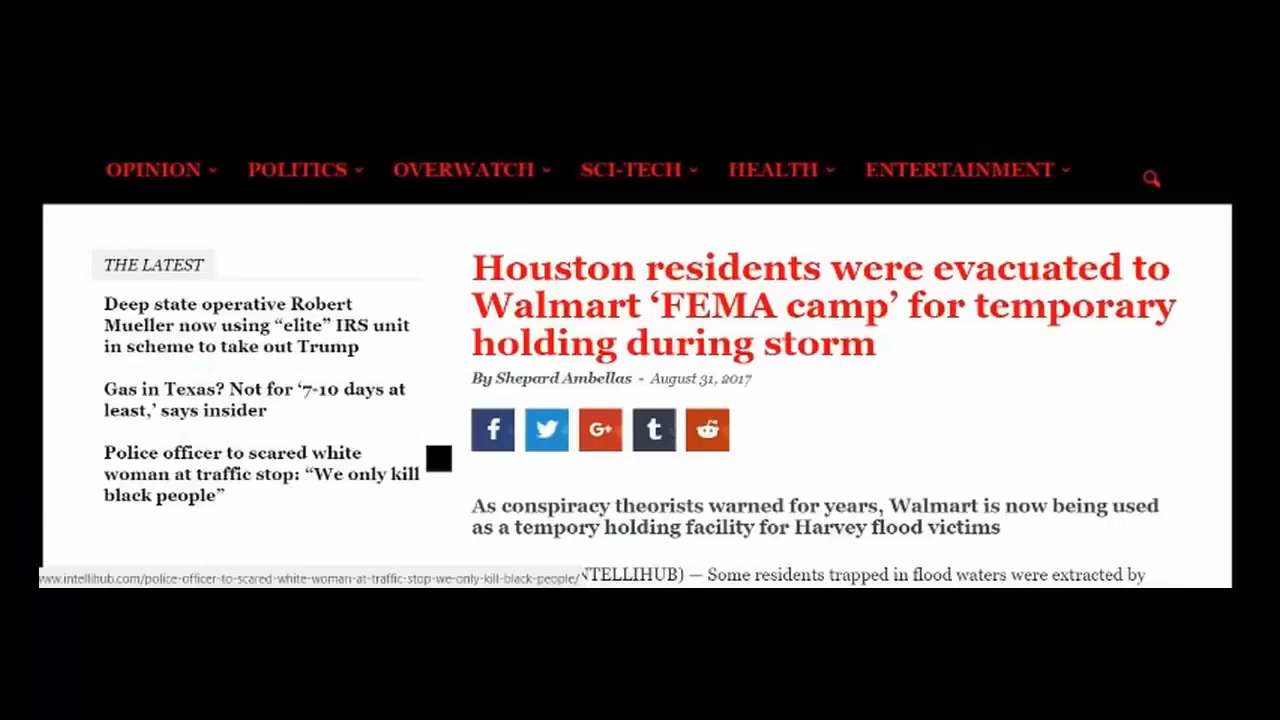 OPINION POLITICS OVERWATCH SCI-TECH HEALTH ENTERTAINMENT
THE LATEST
Deep state operative Robert
Mueller now using “elite” IRS unit
in scheme to take out Trump
Gas in Texas? Not for ‘7-10 days at
least,’ says insider
Police officer to scared white
woman at traffic stop: “We only kill
black people”
Houston residents were evacuated to
Walmart ‘FEMA camp’ for temporary
holding during storm
By Shepard Ambellas - August 31, 2017
f G+ t
As conspiracy theorists warned for years, Walmart is now being used
as a tempory holding facility for Harvey flood victims
NTELLIHUB) — Some residents trapped in flood waters were extracted by
www.intellihub.com/police-officer-to-scared-white-woman-at-traffic-stop-we-only-kill-black-people/